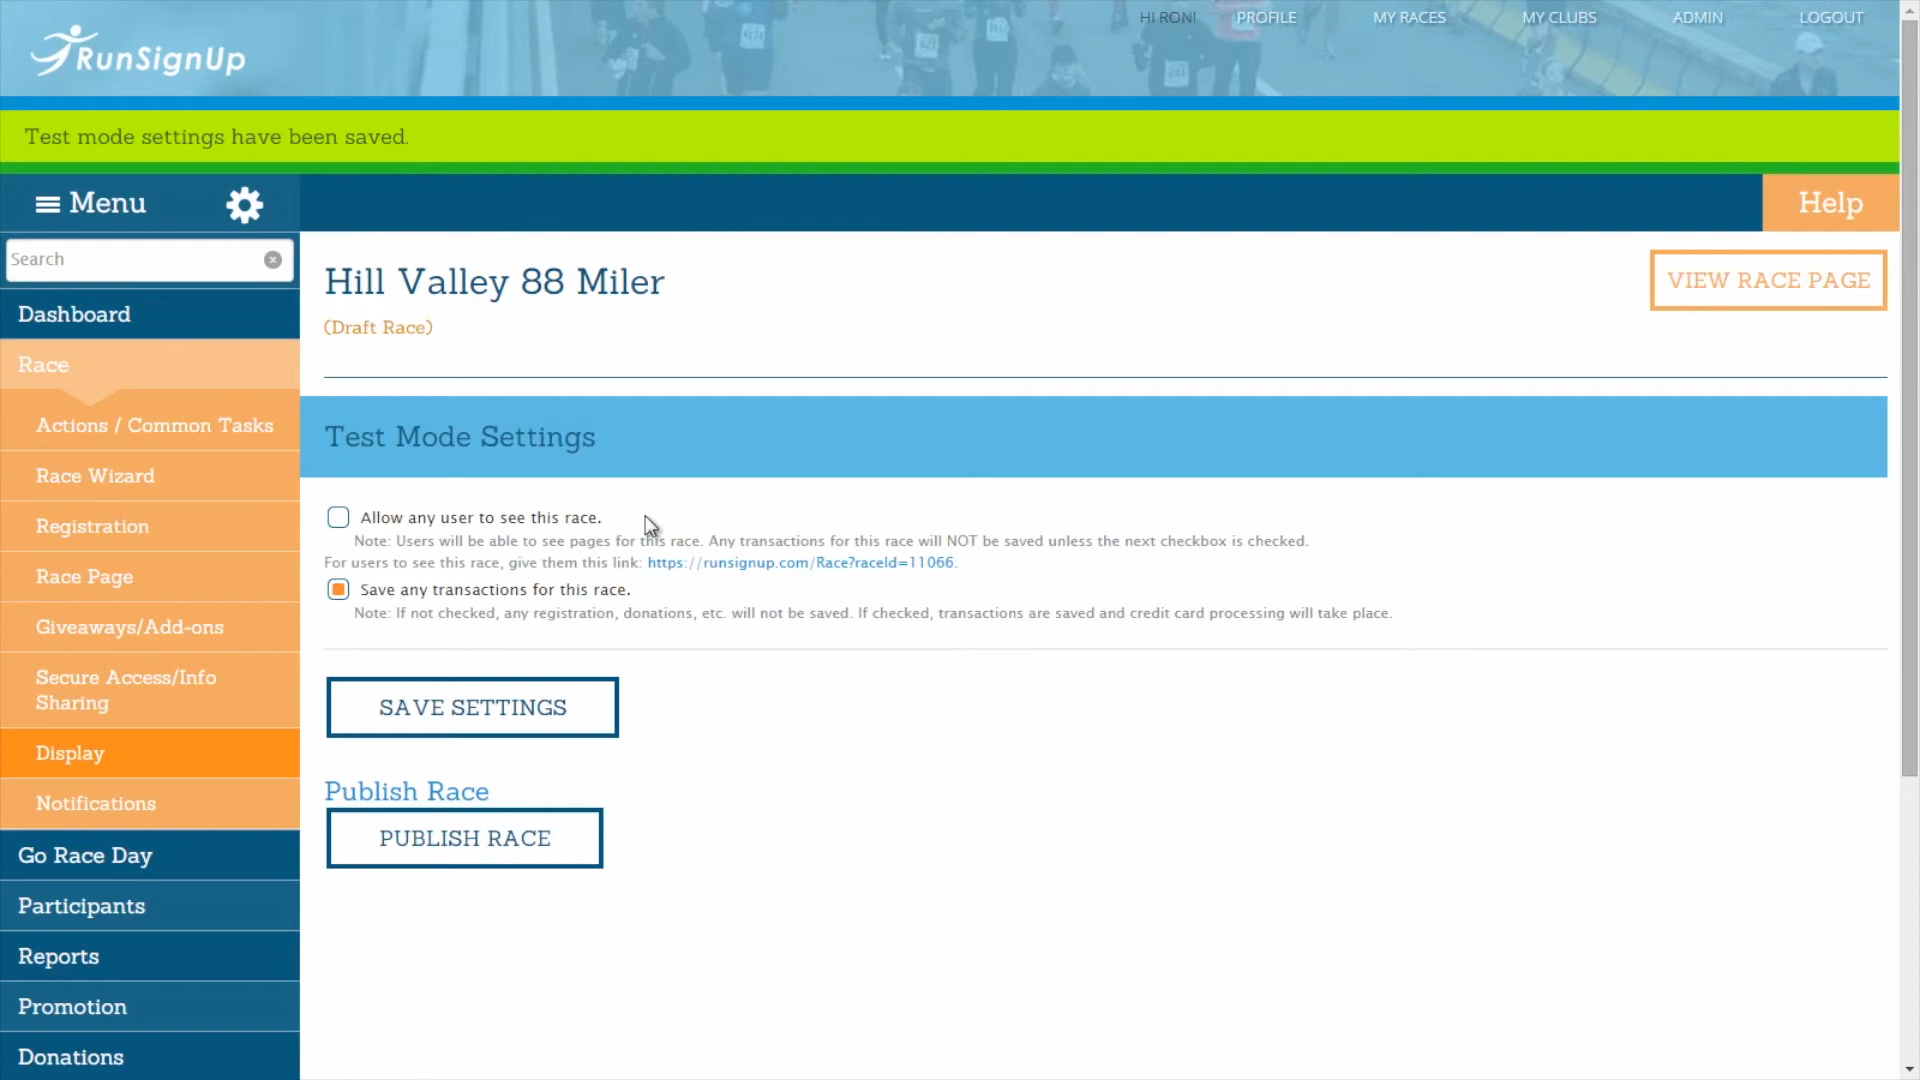 HI RON!
PROFILE
MY RACES
MY CLUBS
ADMIN
LOGOUT
RunSignUp
Test mode settings have been saved.
Menu
Help
Search
Hill Valley 88 Miler
VIEW RACE PAGE
(Draft Race)
Dashboard
Race
Actions / Common Tasks
Race Wizard
Registration
Race Page
Giveaways/Add-ons
Secure Access/Info
Sharing
Display
Notifications
Go Race Day
Participants
Reports
Promotion
Donations
Test Mode Settings
Allow any user to see this race.
Note: Users will be able to see pages for this race. Any transactions for this race will NOT be saved unless the next checkbox is checked.
For users to see this race, give them this link: https://runsignup.com/Race?raceId=11066.
Save any transactions for this race.
Note: If not checked, any registration, donations, etc. will not be saved. If checked, transactions are saved and credit card processing will take place.
SAVE SETTINGS
Publish Race
PUBLISH RACE